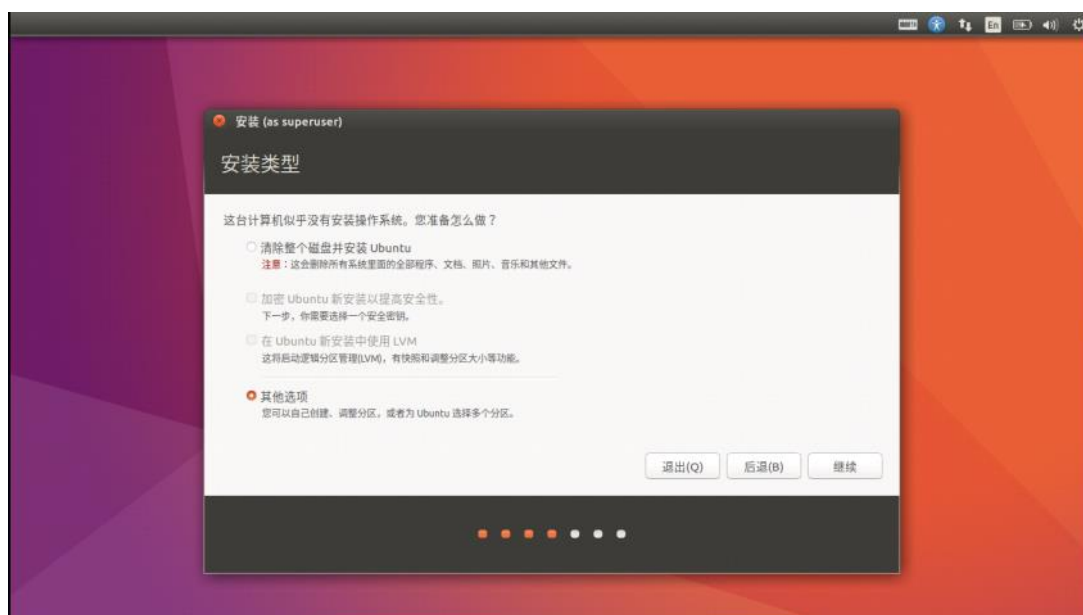 En
安装 (as superuser)
安装类型
这台计算机似乎没有安装操作系统。您准备怎么做？
清除整个磁盘并安装 Ubuntu
注意：这会删除所有系统里面的全部程序、文档、照片、音乐和其他文件。
加密 Ubuntu 新安装以提高安全性。
下一步，你需要选择一个安全密钥。
在 Ubuntu 新安装中使用 LVM
这将启动逻辑分区管理(LVM)，有快照和调整分区大小等功能。
其他选项
您可以自己创建、调整分区，或者为 Ubuntu 选择多个分区。
退出(Q) 后退(B) 继续